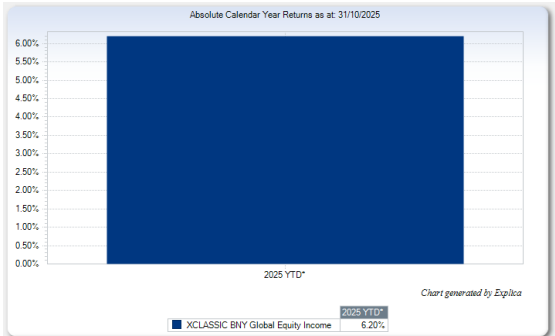 Absolute Calendar Year Returns as at: 31/10/2025
6.00%
5.50%
5.00%
4.50%
4.00%
3.50%
3.00%
2.50%
2.00%
1.50%
1.00%
0.50%
0.00%
2025 YTD*
Chart generated by Explica
2025 YTD*
XCLASSIC BNY Global Equity Income 6.20%